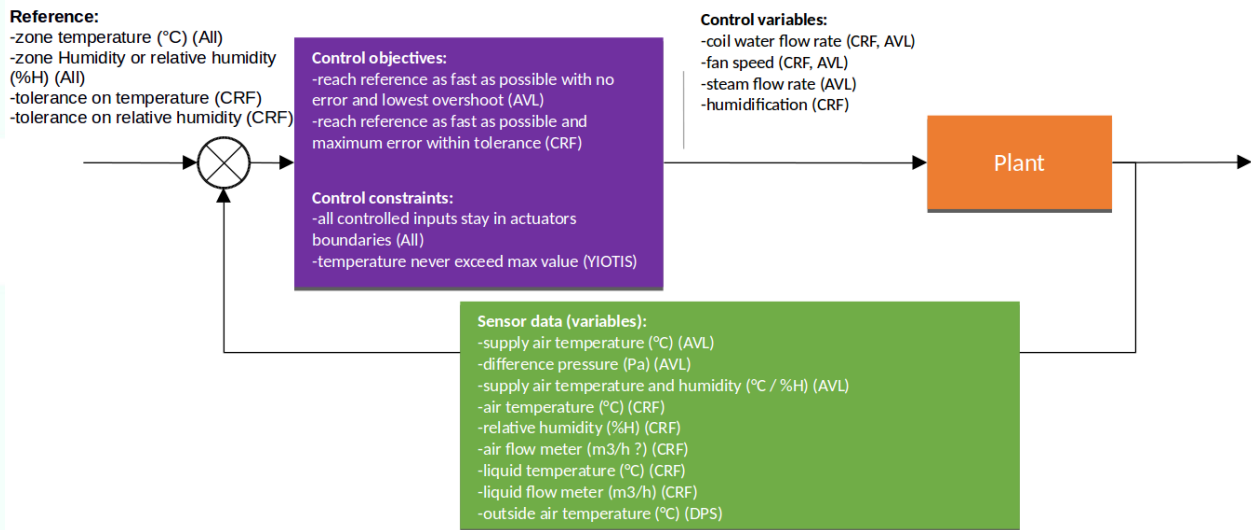 Reference:
-zone temperature (°C) (All)
-zone Humidity or relative humidity
(%H) (All)
-tolerance on temperature (CRF)
-tolerance on relative humidity (CRF)
Control objectives:
-reach reference as fast as possible with no
error and lowest overshoot (AVL)
-reach reference as fast as possible and
maximum error within tolerance (CRF)
Control constraints:
-all controlled inputs stay in actuators
boundaries (All)
-temperature never exceed max value (YIOTIS)
Control variables:
-coil water flow rate (CRF, AVL)
-fan speed (CRF, AVL)
-steam flow rate (AVL)
-humidification (CRF)
Plant
Sensor data (variables):
-supply air temperature (°C) (AVL)
-difference pressure (Pa) (AVL)
-supply air temperature and humidity (°C / %H) (AVL)
-air temperature (°C) (CRF)
-relative humidity (%H) (CRF)
-air flow meter (m3/h ?) (CRF)
-liquid temperature (°C) (CRF)
-liquid flow meter (m3/h) (CRF)
-outside air temperature (°C) (DPS)